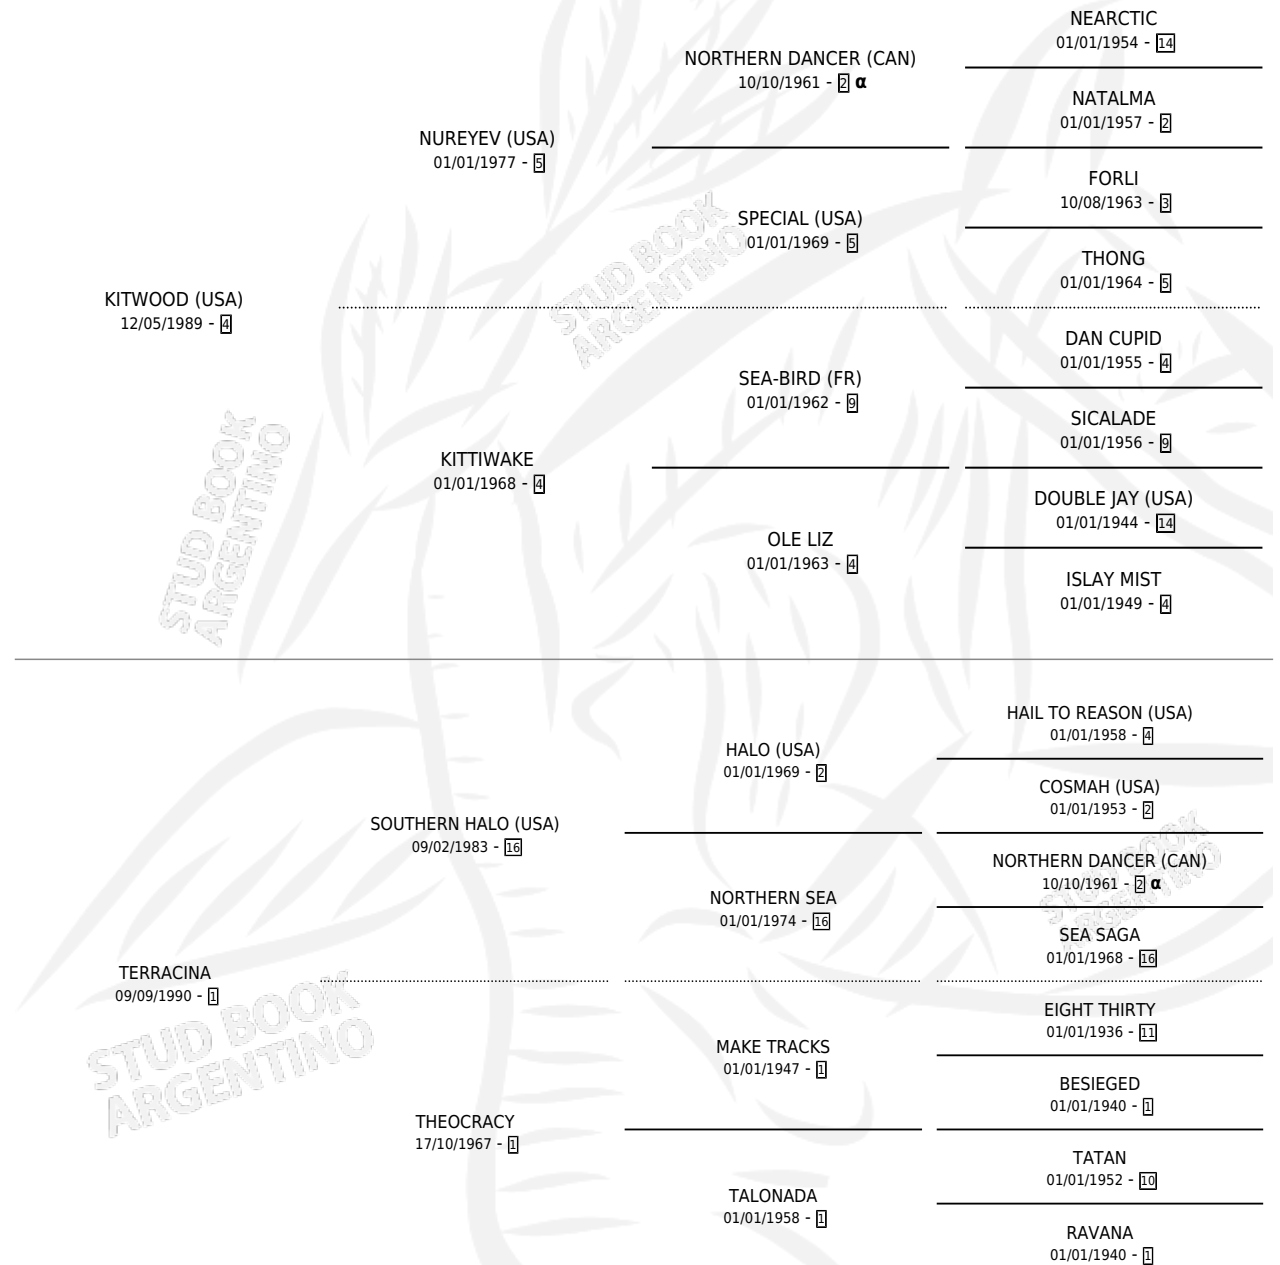 NEARCTIC
01/01/1954 - 14
NORTHERN DANCER (CAN)
10/10/1961 - 2 α
NATALMA
01/01/1957 - 2
NUREYEV (USA)
01/01/1977 - 5
FORLI
10/08/1963 - 3
SPECIAL (USA)
01/01/1969 - 5
THONG
01/01/1964 - 5
KITWOOD (USA)
12/05/1989 - 4
DAN CUPID
01/01/1955 - 4
SEA-BIRD (FR)
01/01/1962 - 9
SICALADE
01/01/1956 - 9
KITTIWAKE
01/01/1968 - 4
DOUBLE JAY (USA)
01/01/1944 - 14
OLE LIZ
01/01/1963 - 4
ISLAY MIST
01/01/1949 - 4
HAIL TO REASON (USA)
01/01/1958 - 4
HALO (USA)
01/01/1969 - 2
COSMAH (USA)
01/01/1953 - 2
SOUTHERN HALO (USA)
09/02/1983 - 16
NORTHERN DANCER (CAN)
10/10/1961 - 2 α
NORTHERN SEA
01/01/1974 - 16
SEA SAGA
01/01/1968 - 16
TERRACINA
09/09/1990 - 1
EIGHT THIRTY
01/01/1936 - 11
MAKE TRACKS
01/01/1947 - 1
BESIEGED
01/01/1940 - 1
THEOCRACY
17/10/1967 - 1
TATAN
01/01/1952 - 10
TALONADA
01/01/1958 - 1
RAVANA
01/01/1940 - 1
STUD BOOK
ARGENTINO
STUD BOOK
ARGENTINO
STUD BOOK
ARGENTINO
STUD BOOK
ARGENTINO